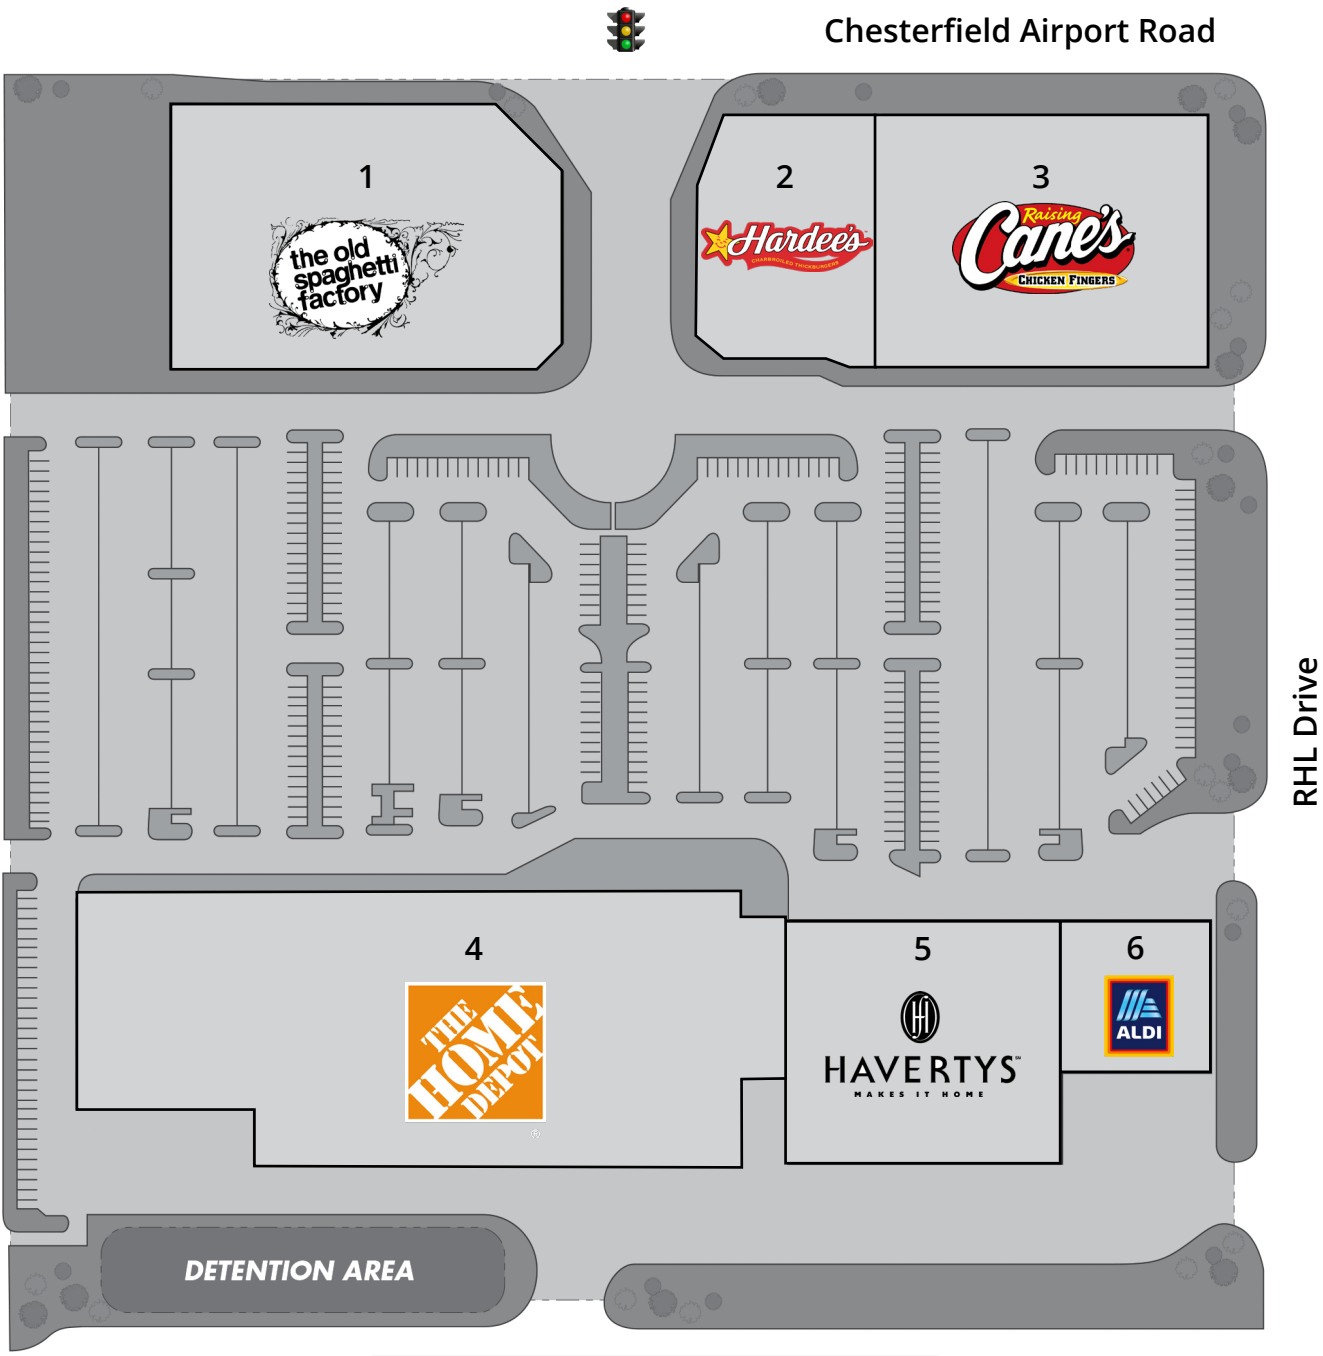 Chesterfield Airport Road
1
the old
spaghetti
factory
2
Hardee's
CHARBROILED THICKBURGERS
3
Raising
Cane's
CHICKEN FINGERS
RHL Drive
4
THE
HOME
DEPOT
®
5
HAVERTYS
MAKES IT HOME
6
ALDI
DETENTION AREA